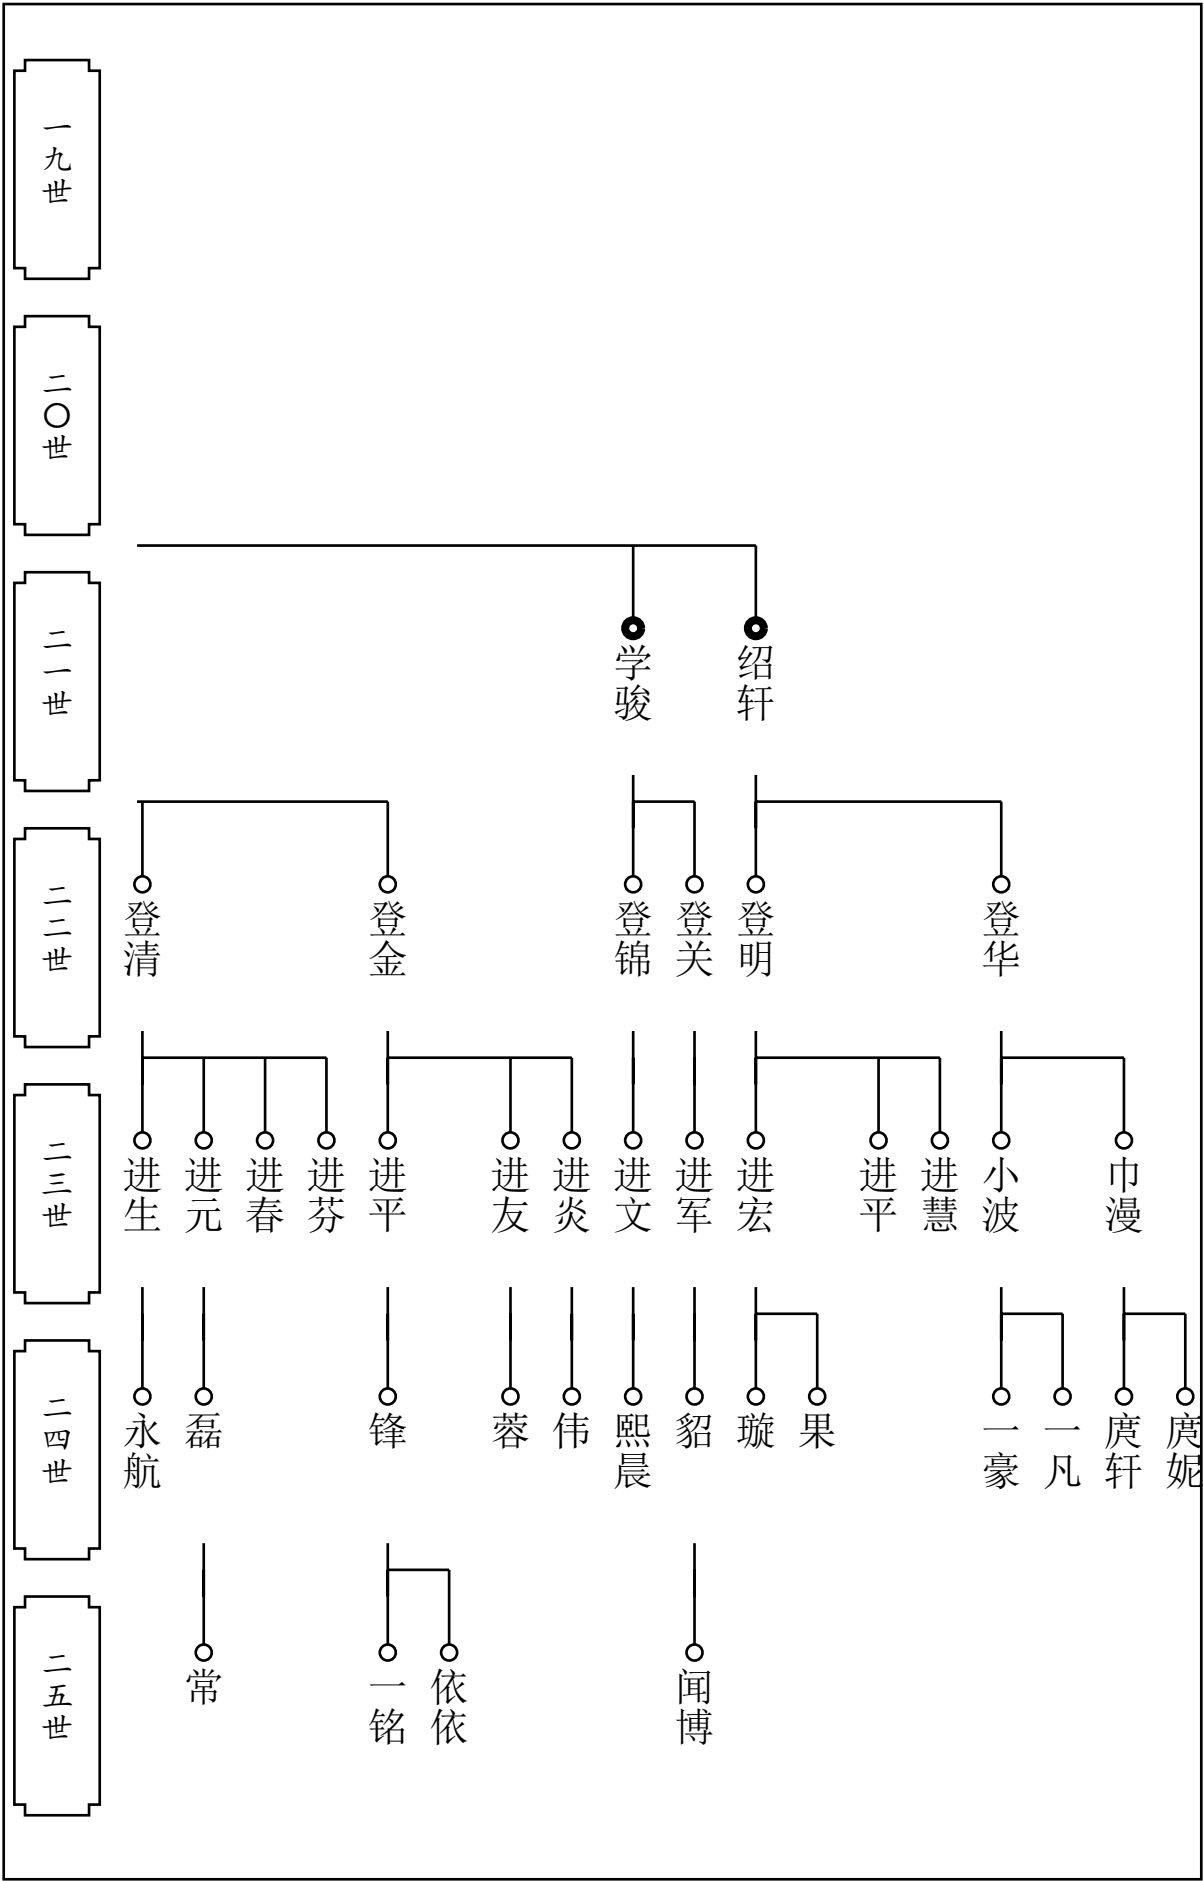 一九世
二〇世
二一世
学骏
绍轩
二二世
登清
登金
登锦
登关
登明
登华
二三世
进生
进元
进春
进芬
进平
进友
进炎
进文
进军
进宏
进平
进慧
小波
巾漫
二四世
永航
磊
锋
蓉
伟
熙晨
貂
璇
果
一豪
一凡
庹轩
庹妮
二五世
常
一铭
依依
闻博